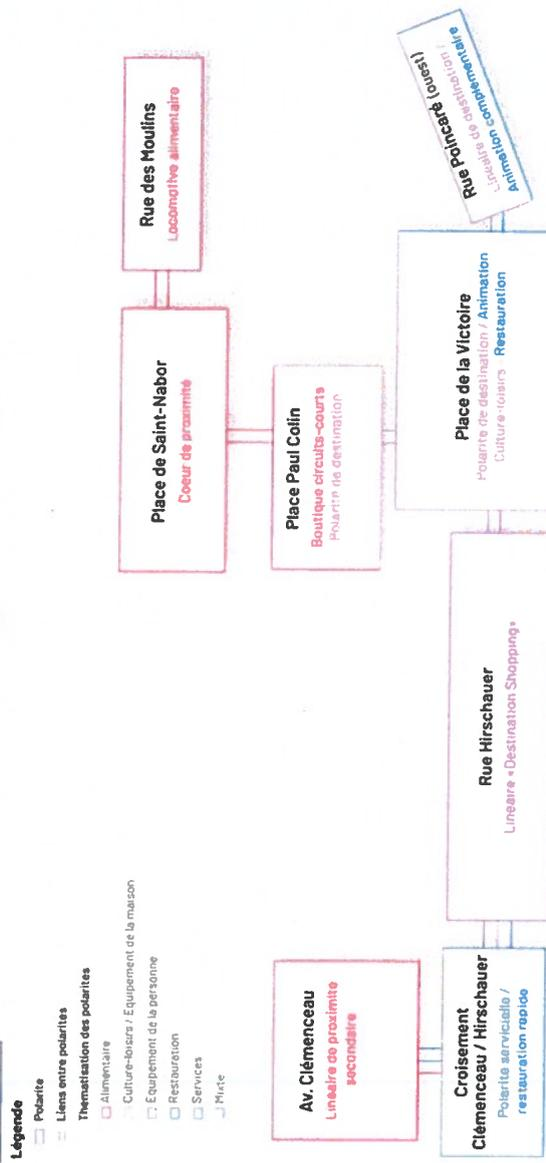 Légende
Polarité
Liens entre polarités
Thématisation des polarités
Alimentaire
Culture-loisirs / Equipement de la maison
Equipement de la personne
Restauration
Services
Mixte
Rue des Moulins
Locomotive alimentaire
Place de Saint-Nabor
Coeur de proximité
Place Paul Colin
Boutique circuits-courts
Polarité de destination
Rue Poincaré (ouest)
Lineaire de destination /
Animation complémentaire
Place de la Victoire
Polarité de destination / Animation
Culture-loisirs Restauration
Rue Hirschauer
Lineaire «Destination Shopping»
Av. Clémenceau
Linéaire de proximite
secondaire
Croisement
Clémenceau / Hirschauer
Polarité servicielle /
restauration rapide